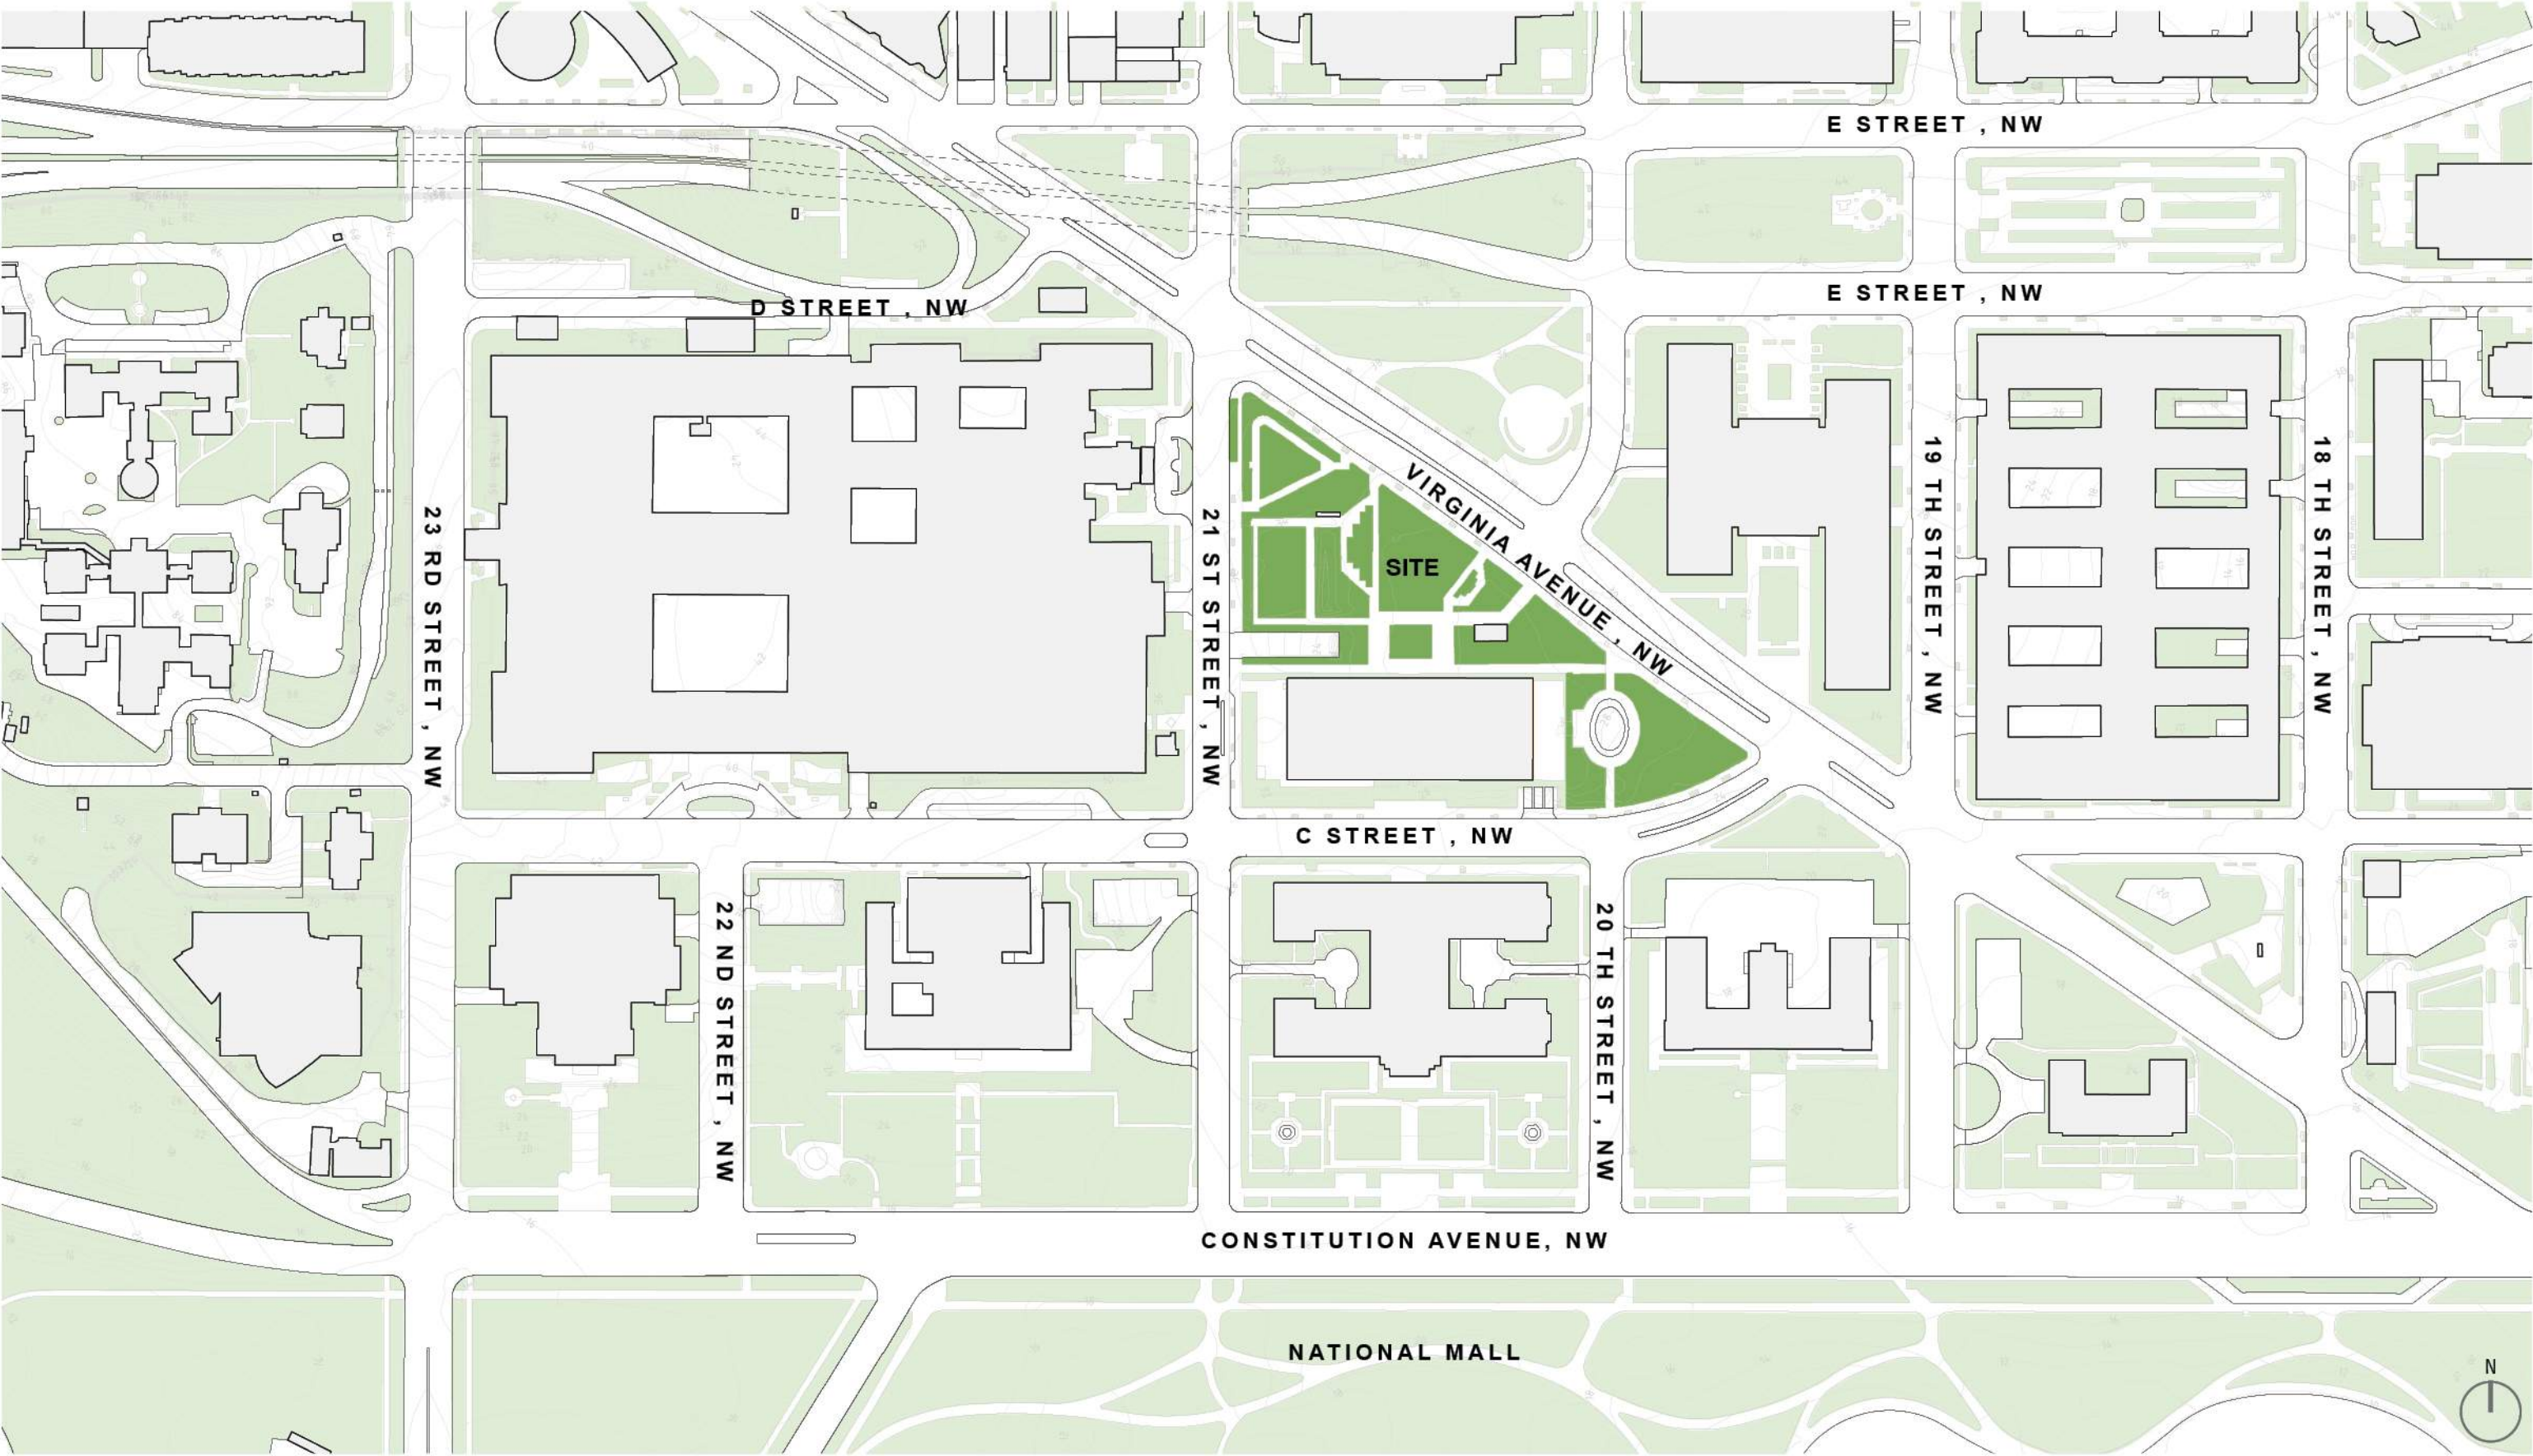 E STREET , NW
E STREET , NW
D STREET , NW
23 RD STREET , NW
21 ST STREET , NW
VIRGINIA AVENUE , NW
SITE
19 TH STREET , NW
18 TH STREET , NW
C STREET , NW
22 ND STREET , NW
20 TH STREET , NW
CONSTITUTION AVENUE, NW
NATIONAL MALL
N